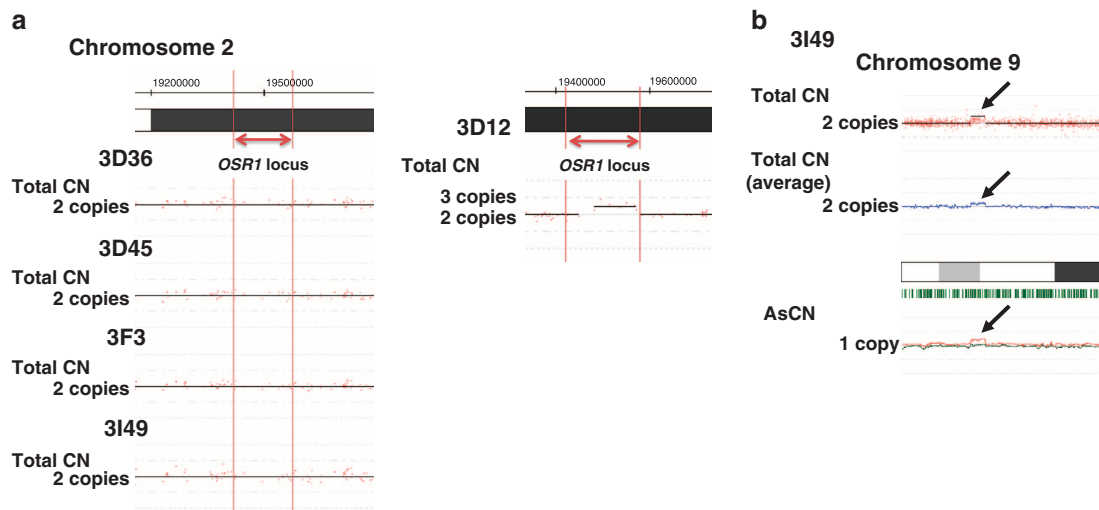 a
Chromosome 2
19200000 19500000
3D36
OSR1 locus
Total CN
2 copies
3D45
Total CN
2 copies
3F3
Total CN
2 copies
3I49
Total CN
2 copies
19400000 19600000
3D12
Total CN
OSR1 locus
3 copies
2 copies
b
3I49
Chromosome 9
Total CN
2 copies
Total CN
(average)
2 copies
AsCN
1 copy